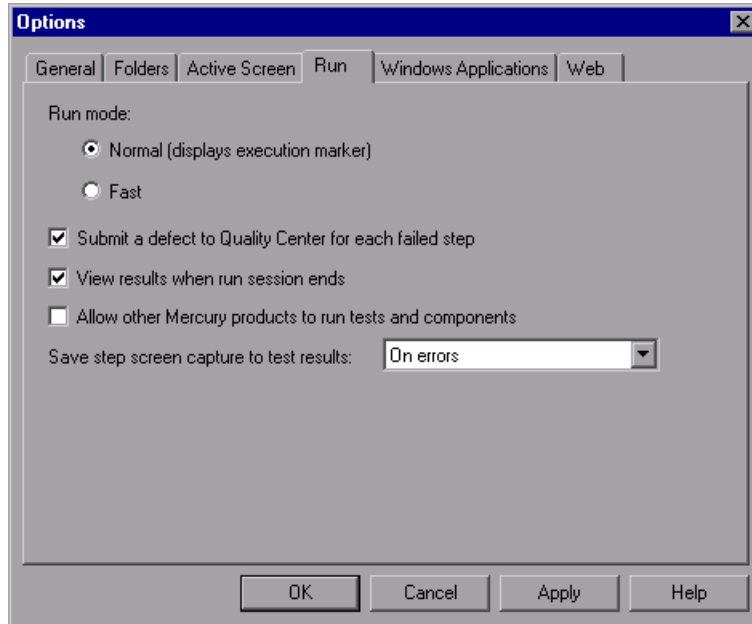 Options
General Folders Active Screen Run Windows Applications Web
Run mode:
Normal (displays execution marker)
Fast
Submit a defect to Quality Center for each failed step
View results when run session ends
Allow other Mercury products to run tests and components
Save step screen capture to test results: On errors
OK Cancel Apply Help